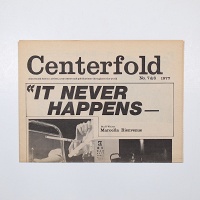 Centerfold
No. 7&8 1977
"IT NEVER
HAPPENS—
Marcella Bienvenue